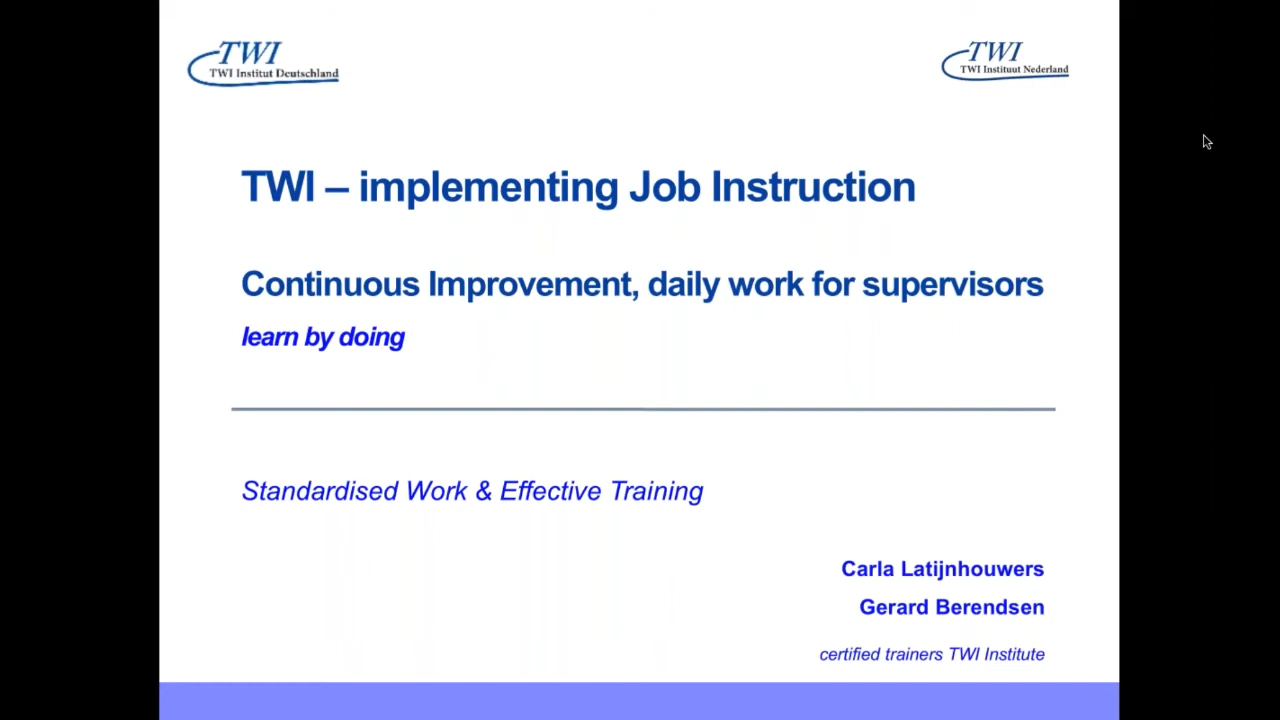 TWI
TWI Institut Deutschland
TWI
TWI Instituut Nederland
TWI – implementing Job Instruction
Continuous Improvement, daily work for supervisors
learn by doing
Standardised Work & Effective Training
Carla Latijnhouwers
Gerard Berendsen
certified trainers TWI Institute